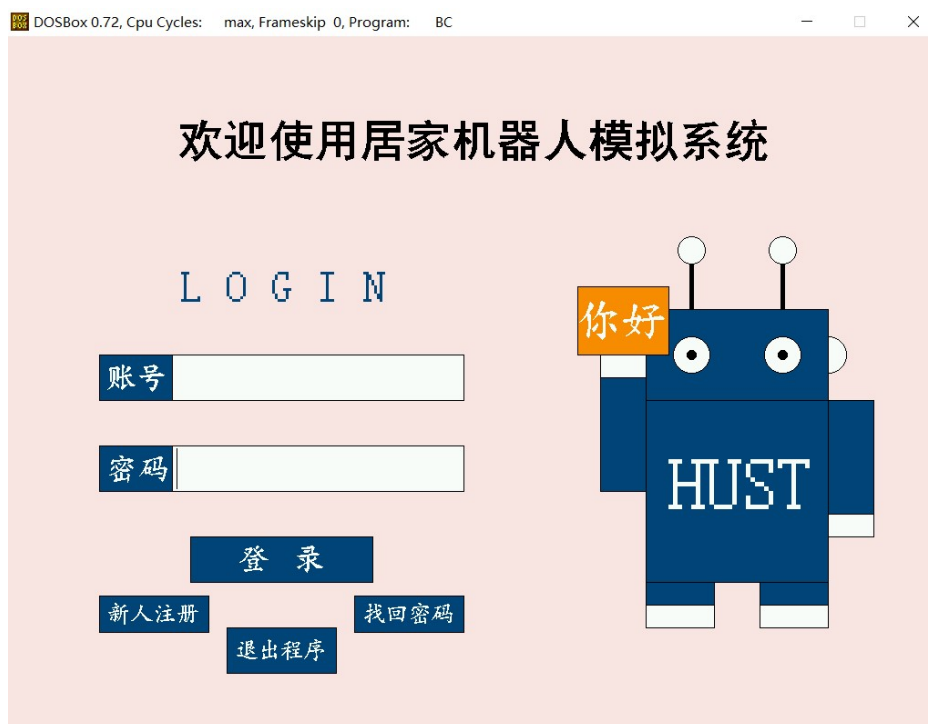 DOSBox 0.72, Cpu Cycles: max, Frameskip 0, Program: BC
欢迎使用居家机器人模拟系统
LOGIN
你好
账号
HUST
密码
登 录
新人注册
找回密码
退出程序